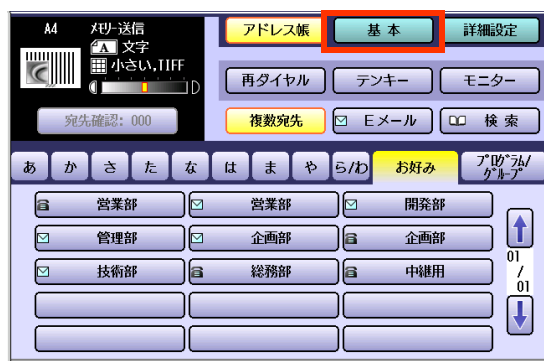 A4 ﾒﾓﾘｰ送信
A 文字
小さい,TIFF
D
宛先確認: 000
アドレス帳 基本 詳細設定
再ダイヤル テンキー モニター
複数宛先 Eメール 検索
あ か さ た な は ま や ら/わ お好み ﾌﾟﾛｸﾞﾗﾑ/
ｸﾞﾙｰﾌﾟ
営業部 営業部 開発部
管理部 企画部 企画部
技術部 総務部 中継用
01
/
01